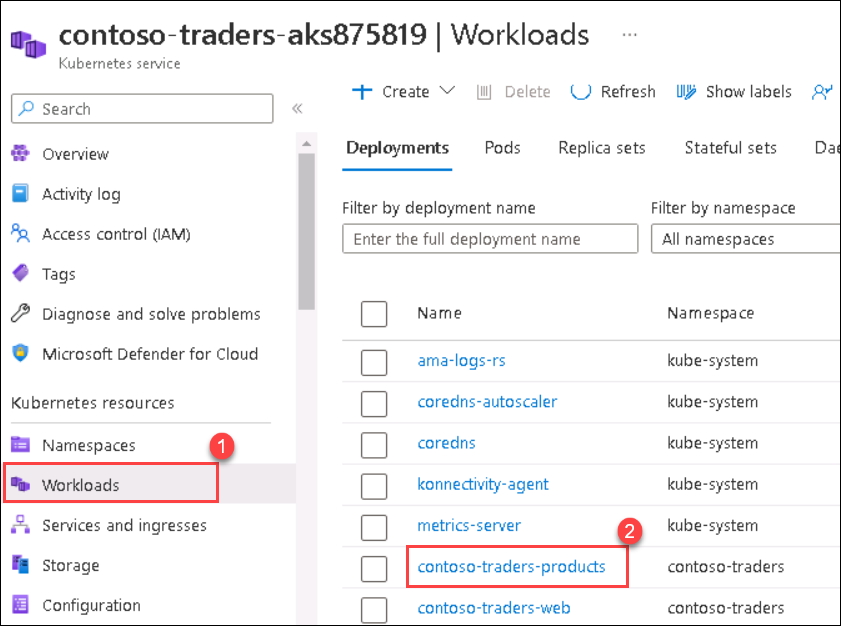 contoso-traders-aks875819 | Workloads ...
Kubernetes service
Search «
Overview
Activity log
Access control (IAM)
Tags
Diagnose and solve problems
Microsoft Defender for Cloud
Kubernetes resources
Namespaces
1
Workloads
Services and ingresses
Storage
Configuration
Create Delete Refresh Show labels
Deployments Pods Replica sets Stateful sets Dae
Filter by deployment name Filter by namespace
Enter the full deployment name All namespaces
Name Namespace
ama-logs-rs kube-system
coredns-autoscaler kube-system
coredns kube-system
konnectivity-agent kube-system
metrics-server kube-system
2
contoso-traders-products contoso-traders
contoso-traders-web contoso-traders